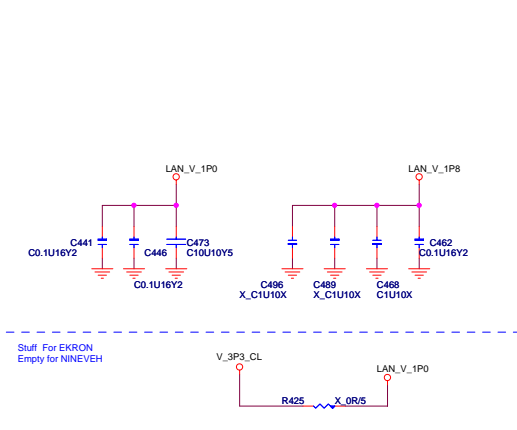 LAN_V_1P0
LAN_V_1P8
C441
C0.1U16Y2
C446
C0.1U16Y2
C473
C10U10Y5
C496
X_C1U10X
C489
X_C1U10X
C468
C1U10X
C462
C0.1U16Y2
Stuff For EKRON
Empty for NINEVEH
V_3P3_CL
LAN_V_1P0
R425
X_0R/5